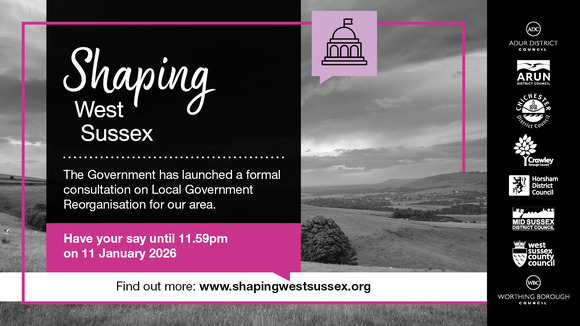 Shaping
West
Sussex
The Government has launched a formal
consultation on Local Government
Reorganisation for our area.
Have your say until 11.59pm
on 11 January 2026
Find out more: www.shapingwestsussex.org
ADC
ADUR DISTRICT
COUNCIL
ARUN
DISTRICT COUNCIL
CHICHESTER
District Council
Crawley
Borough Council
Horsham
District
Council
MID SUSSEX
DISTRICT COUNCIL
west
sussex
county
council
WBC
WORTHING BOROUGH
COUNCIL